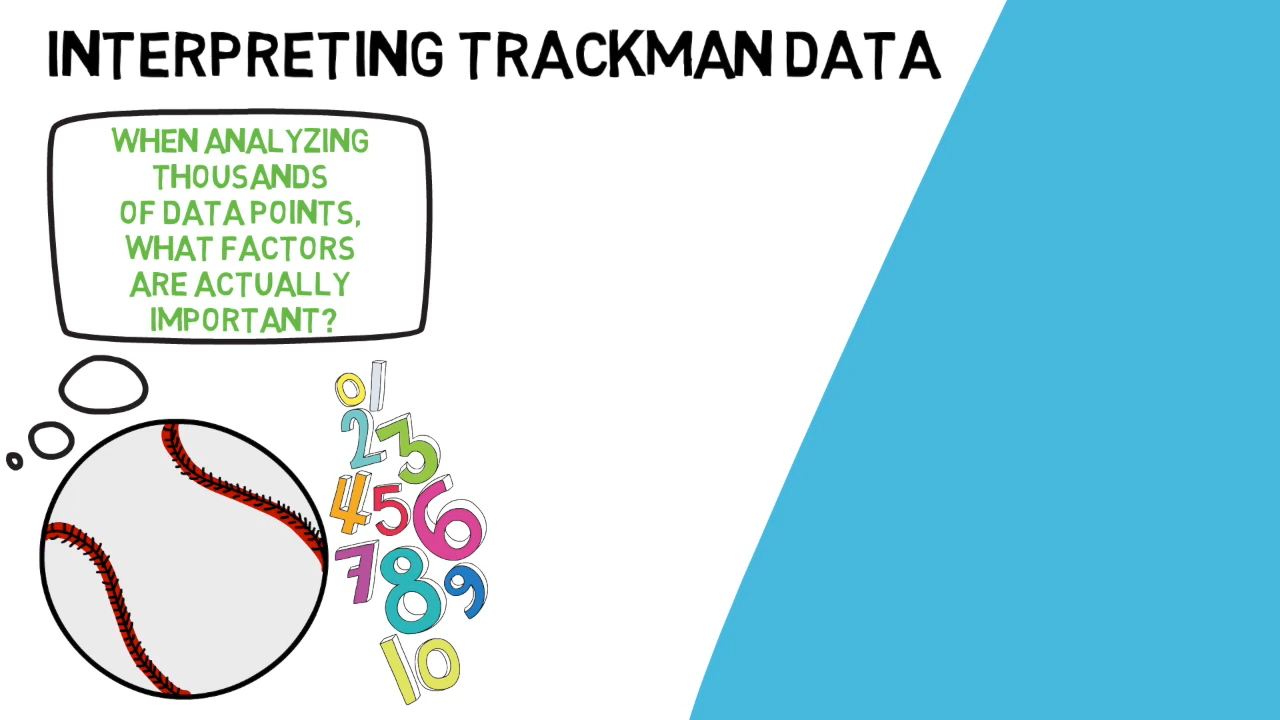 INTERPRETING TRACKMAN DATA
WHEN ANALYZING
THOUSANDS
OF DATA POINTS,
WHAT FACTORS
ARE ACTUALLY
IMPORTANT?
0 1
2 3
4 5 6
7 8 9
10